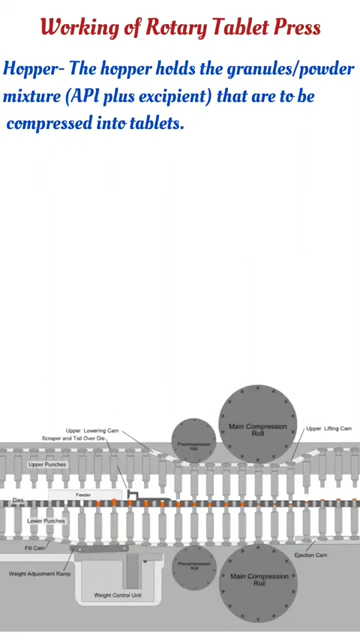 Working of Rotary Tablet Press
Hopper- The hopper holds the granules/powder
mixture (API plus excipient) that are to be
compressed into tablets.
Main Compression
Roll
Upper Lowering Cam
Upper Lifting Cam
Scraper and Tail Over Die
Precompression
Roll
Upper Punches
Feeder
Dies
Lower Punches
Fill Cam
Ejection Cam
Precompression
Roll
Weight Adjustment Ramp
Main Compression
Roll
Weight Control Unit